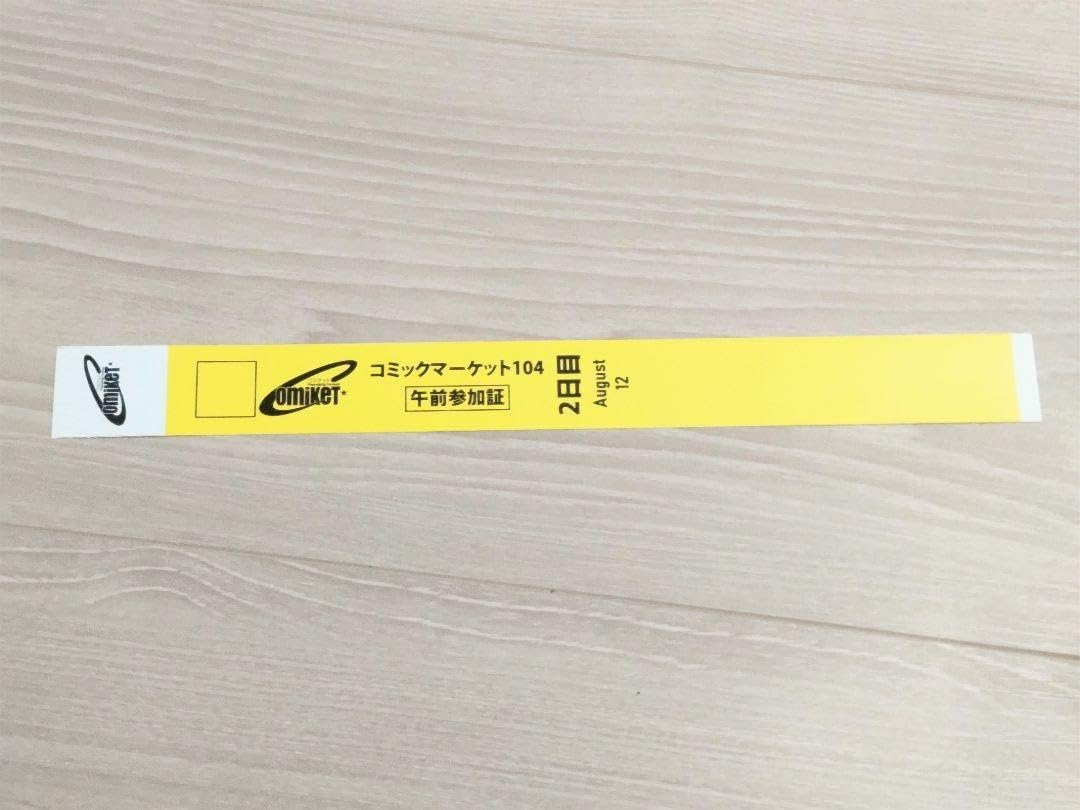 Comiket
Comiket
コミックマーケット104
午前参加証
2日目
August
12